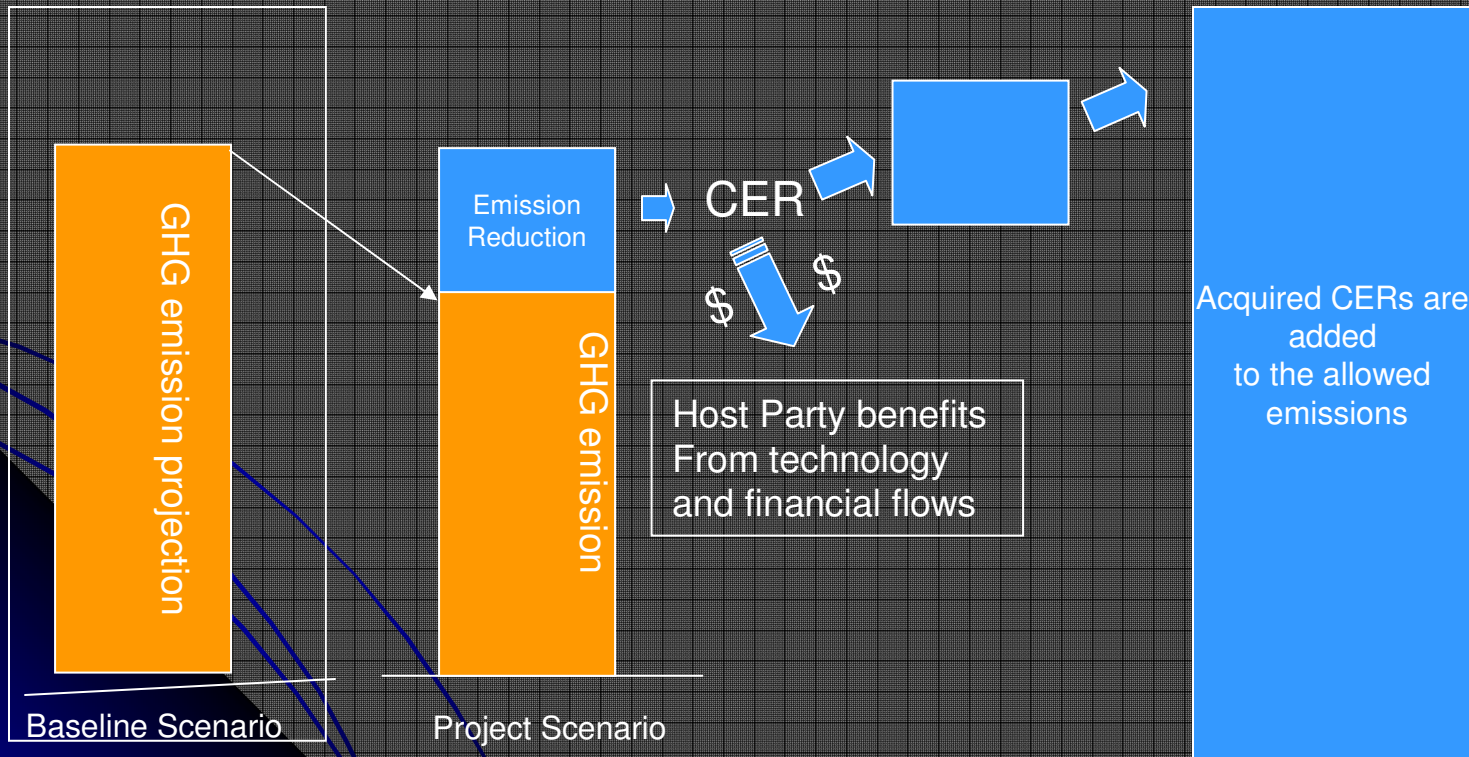 GHG emission projection
Baseline Scenario
Emission
Reduction
GHG emission
Project Scenario
CER
$
$
Host Party benefits
From technology
and financial flows
Acquired CERs are
added
to the allowed
emissions